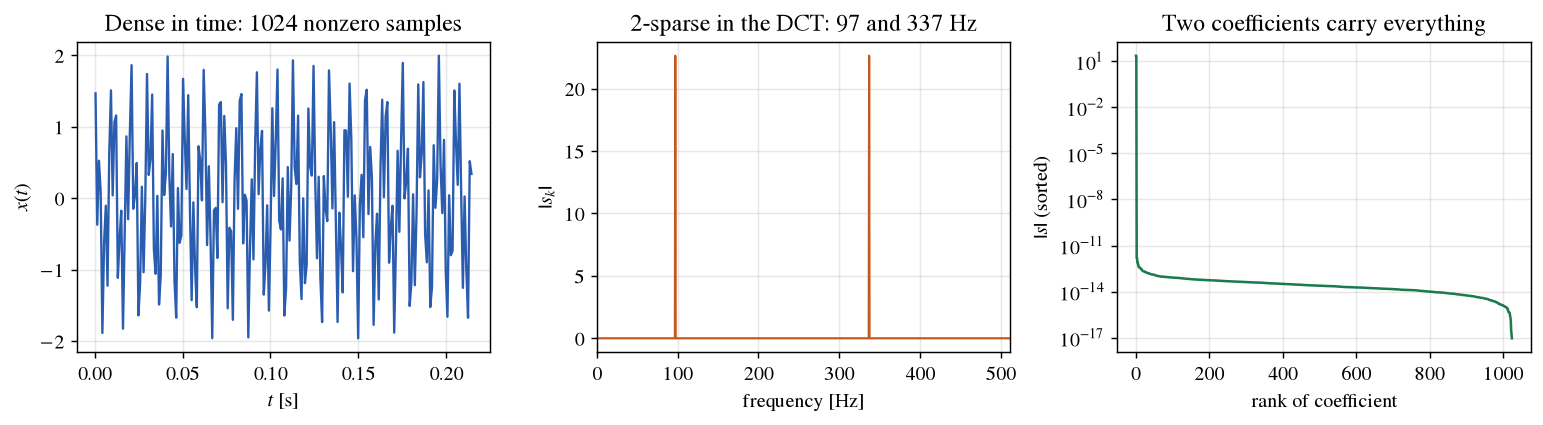 Dense in time: 1024 nonzero samples
x(t)
2
1
0
−1
−2
0.00 0.05 0.10 0.15 0.20
t [s]
2-sparse in the DCT: 97 and 337 Hz
|s_k|
20
15
10
5
0
0 100 200 300 400 500
frequency [Hz]
Two coefficients carry everything
|s| (sorted)
10^1
10^−2
10^−5
10^−8
10^−11
10^−14
10^−17
0 200 400 600 800 1000
rank of coefficient